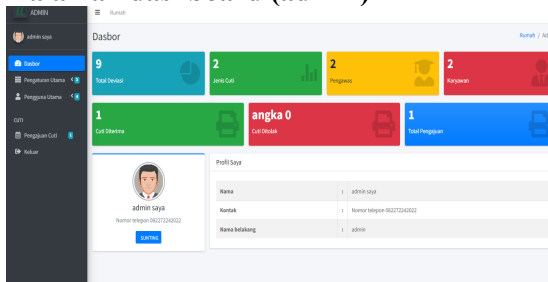 ADMIN
Rumah
admin saya
Dasbor
Rumah / Ad
Dasbor
Pengaturan Utama
Pengguna Utama
CUTI
Pengajuan Cuti 1
Keluar
9
Total Devisi
2
Jenis Cuti
2
Pengawas
2
Karyawan
1
Cuti Diterima
angka 0
Cuti Ditolak
1
Total Pengajuan
admin saya
Nomor telepon 082272242022
SUNTING
Profil Saya
Nama : admin saya
Kontak : Nomor telepon 082272242022
Nama belakang : admin